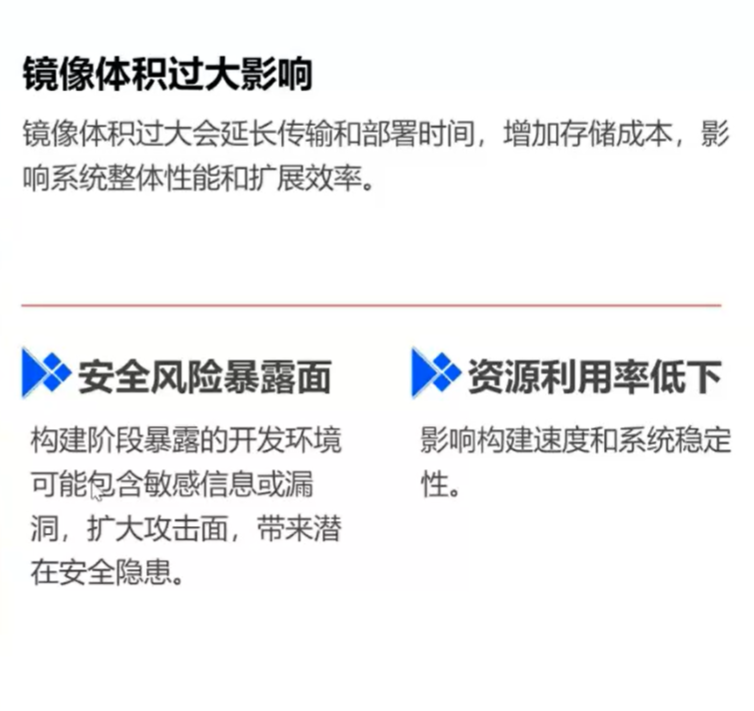 镜像体积过大影响
镜像体积过大会延长传输和部署时间，增加存储成本，影
响系统整体性能和扩展效率。
安全风险暴露面
构建阶段暴露的开发环境
可能包含敏感信息或漏
洞，扩大攻击面，带来潜
在安全隐患。
资源利用率低下
影响构建速度和系统稳定
性。